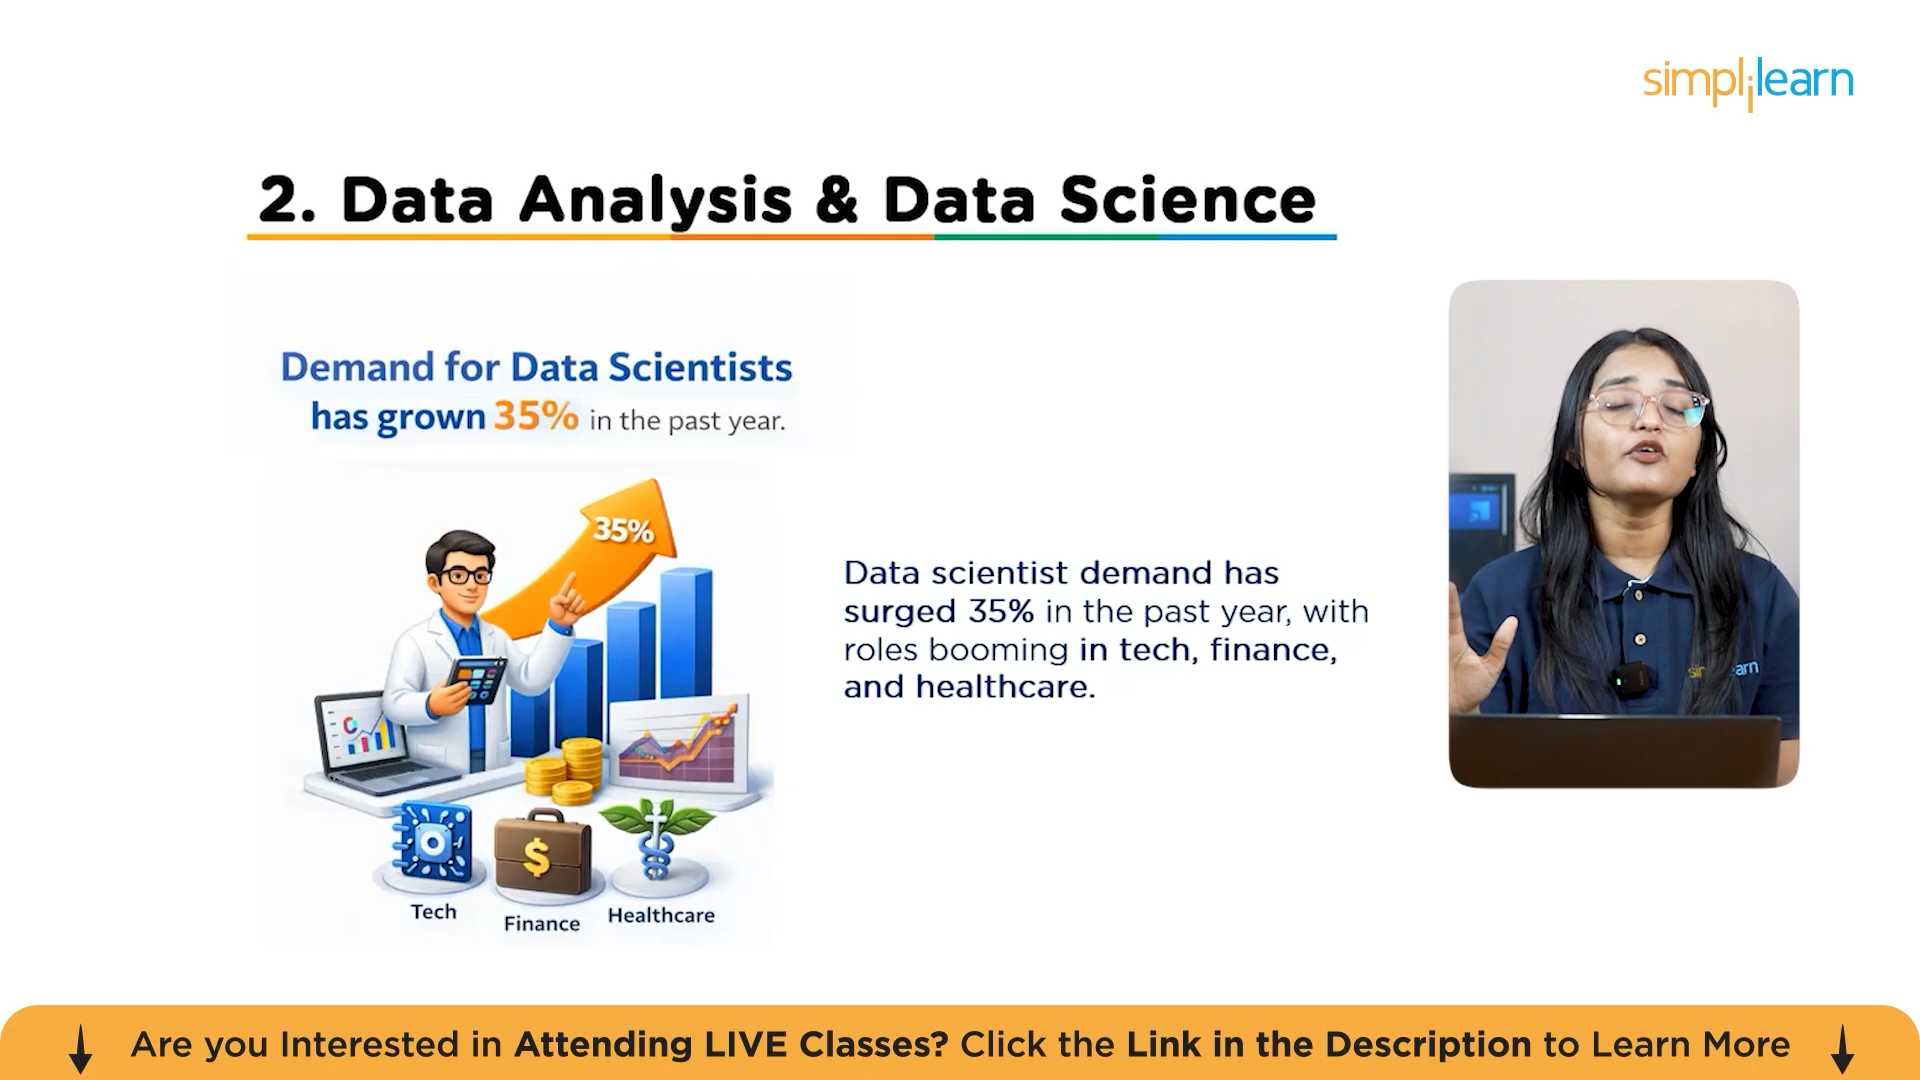 simplilearn
2. Data Analysis & Data Science
Demand for Data Scientists
has grown 35% in the past year.
35%
Tech
Finance
Healthcare
Data scientist demand has
surged 35% in the past year, with
roles booming in tech, finance,
and healthcare.
Are you Interested in Attending LIVE Classes? Click the Link in the Description to Learn More